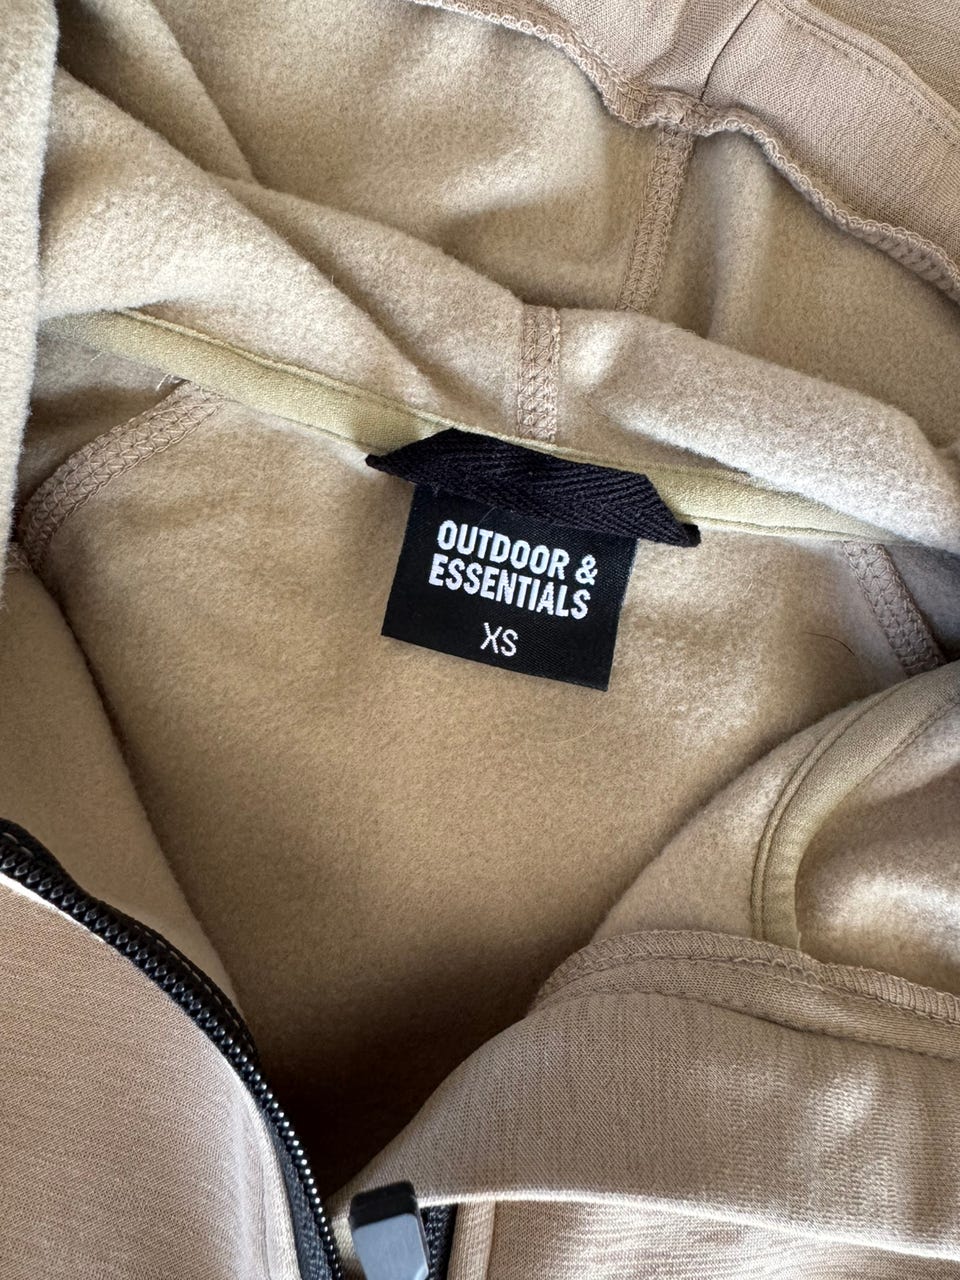 OUTDOOR &
ESSENTIALS
XS